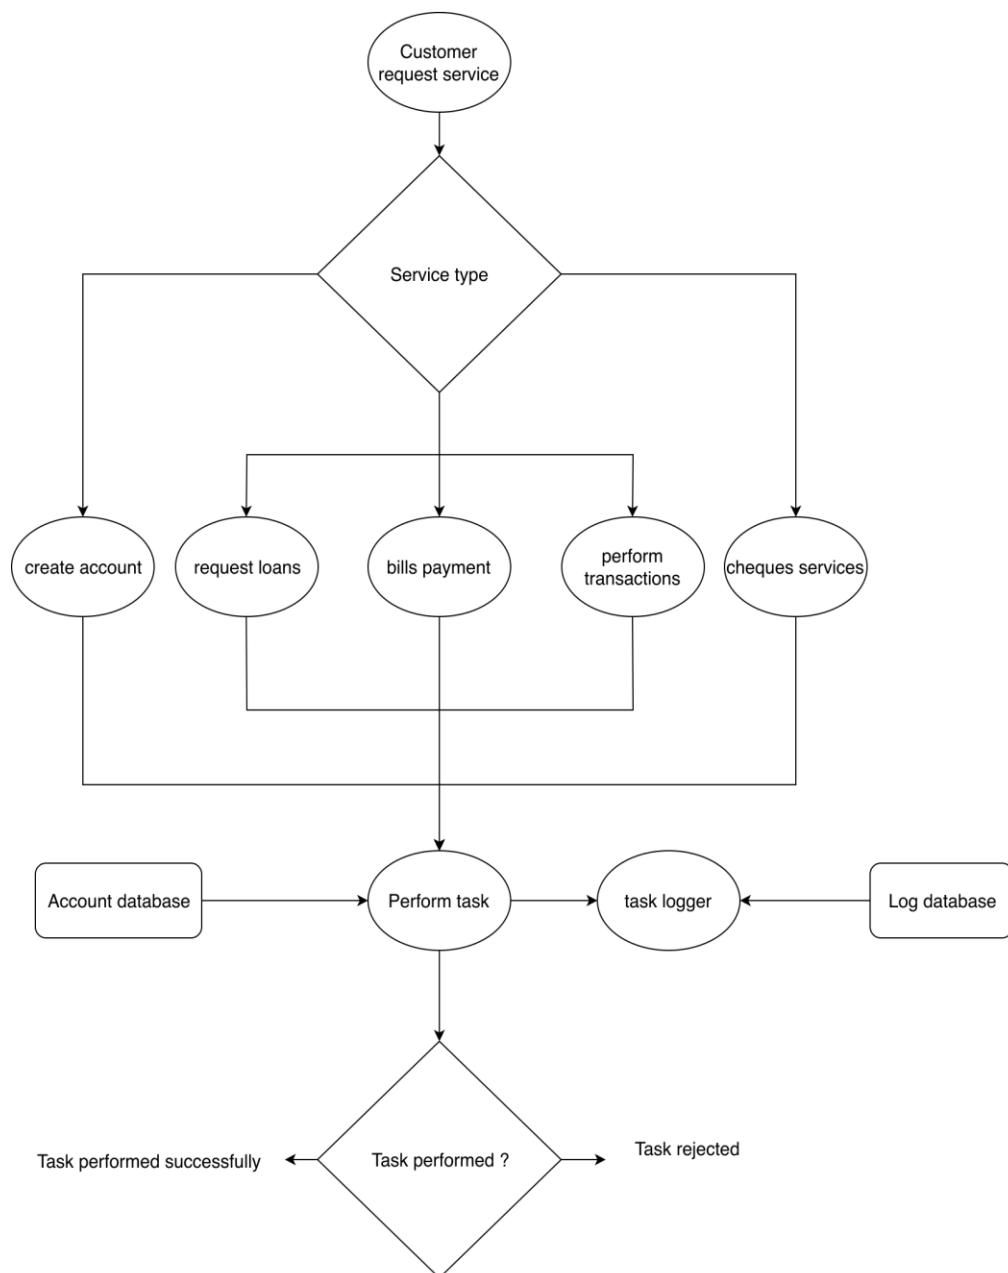 Customer
request service
Service type
create account
request loans
bills payment
perform
transactions
cheques services
Account database
Perform task
task logger
Log database
Task performed successfully
Task performed ?
Task rejected